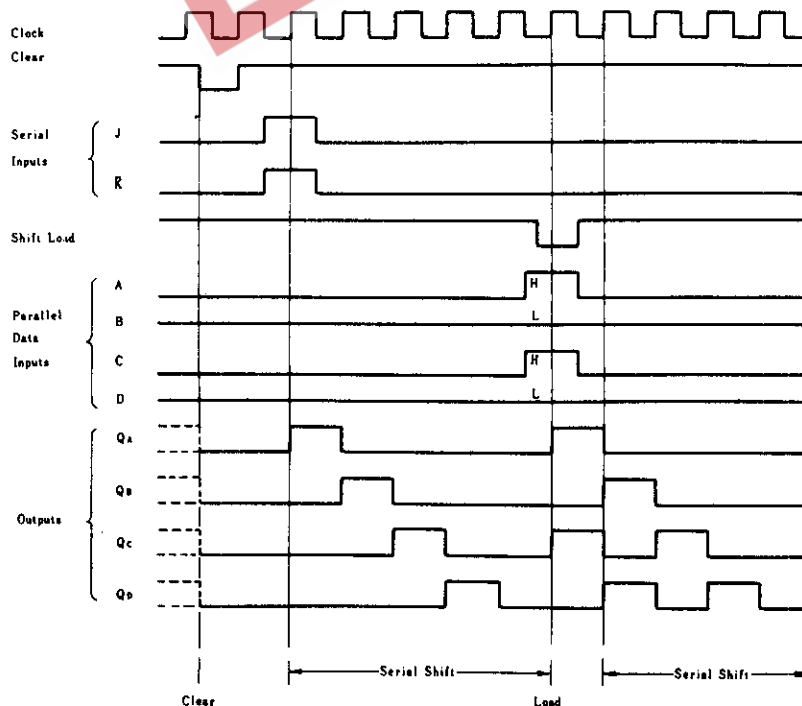 Clock
Clear
Serial
Inputs
J
K̄
Shift Load
Parallel
Data
Inputs
A
H
B
L
C
H
D
L
Outputs
QA
QB
QC
QD
Serial Shift
Serial Shift
Clear
Load